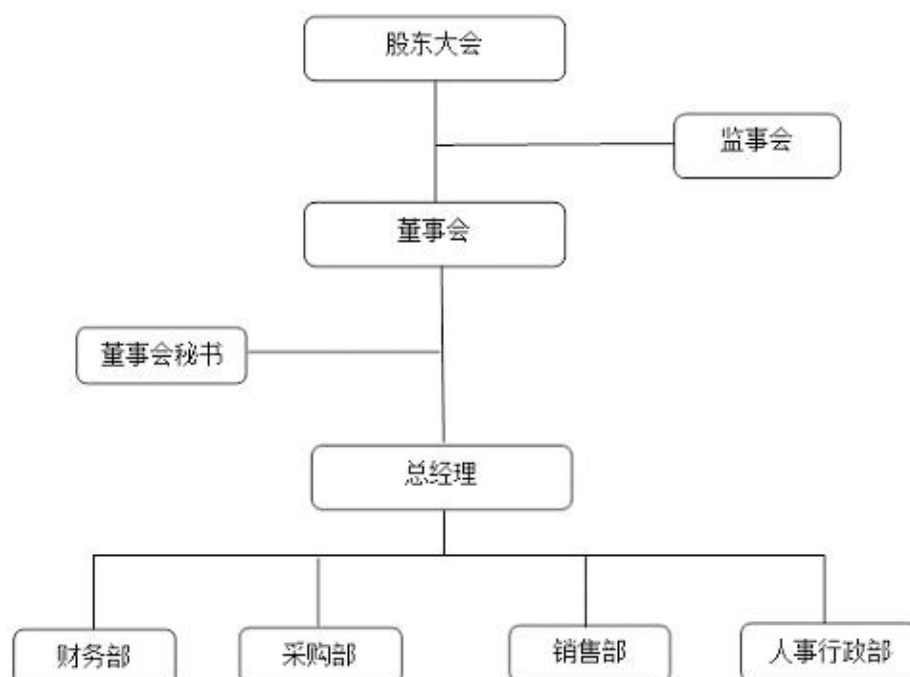 股东大会
监事会
董事会
董事会秘书
总经理
财务部
采购部
销售部
人事行政部